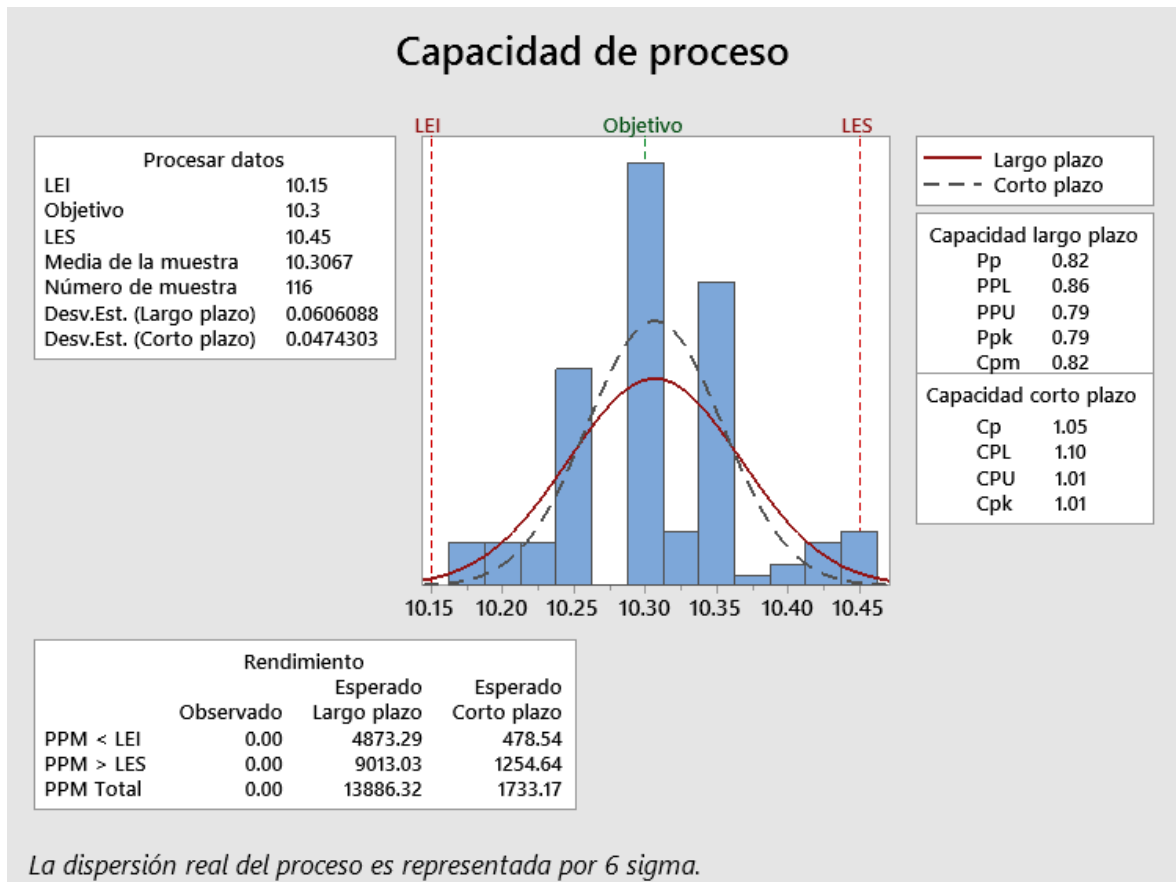 Capacidad de proceso
LEI Objetivo LES
Procesar datos
LEI 10.15
Objetivo 10.3
LES 10.45
Media de la muestra 10.3067
Número de muestra 116
Desv.Est. (Largo plazo) 0.0606088
Desv.Est. (Corto plazo) 0.0474303
Largo plazo
Corto plazo
Capacidad largo plazo
Pp 0.82
PPL 0.86
PPU 0.79
Ppk 0.79
Cpm 0.82
Capacidad corto plazo
Cp 1.05
CPL 1.10
CPU 1.01
Cpk 1.01
10.15 10.20 10.25 10.30 10.35 10.40 10.45
Rendimiento
Esperado Esperado
Observado Largo plazo Corto plazo
PPM < LEI 0.00 4873.29 478.54
PPM > LES 0.00 9013.03 1254.64
PPM Total 0.00 13886.32 1733.17
La dispersión real del proceso es representada por 6 sigma.